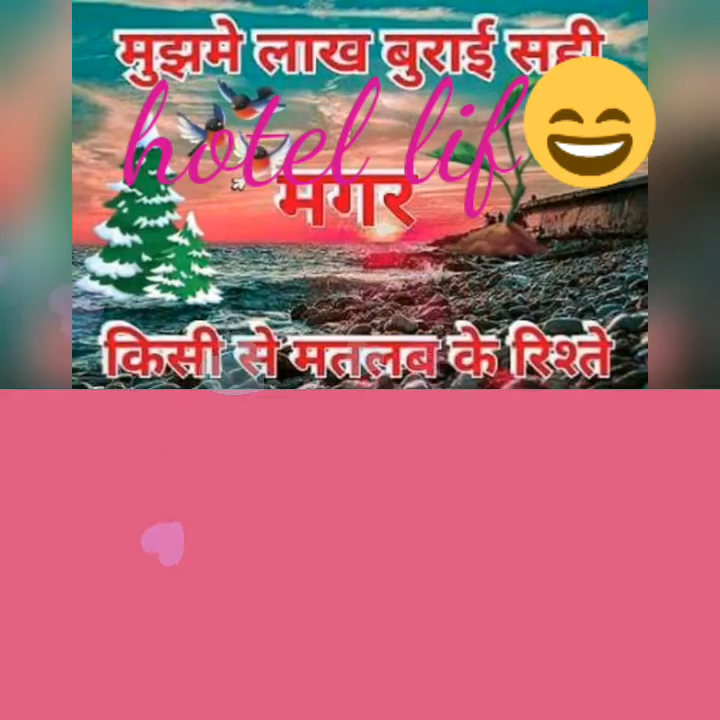 मुझमे लाख बुराई सही
hotel lif
मगर
किसी से मतलब के रिश्ते